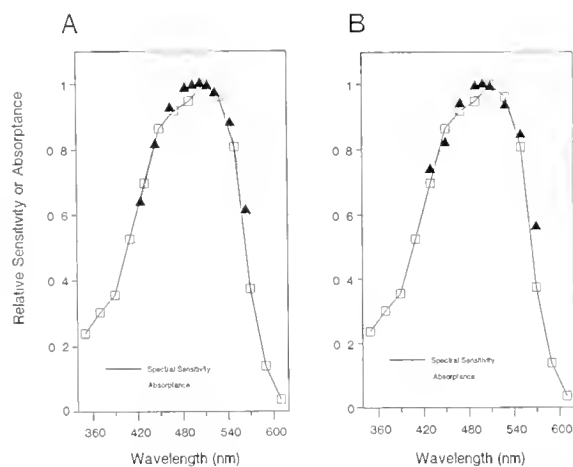 A
B
Relative Sensitivity or Absorptance
1
0 8
0 6
0 4
0 2
0
Spectral Sensitivity
Absorptance
360 420 480 540 600
Wavelength (nm)
1
0 8
0 6
0 4
0 2
0
Spectral Sensitivity
Absorptance
360 420 480 540 600
Wavelength (nm)